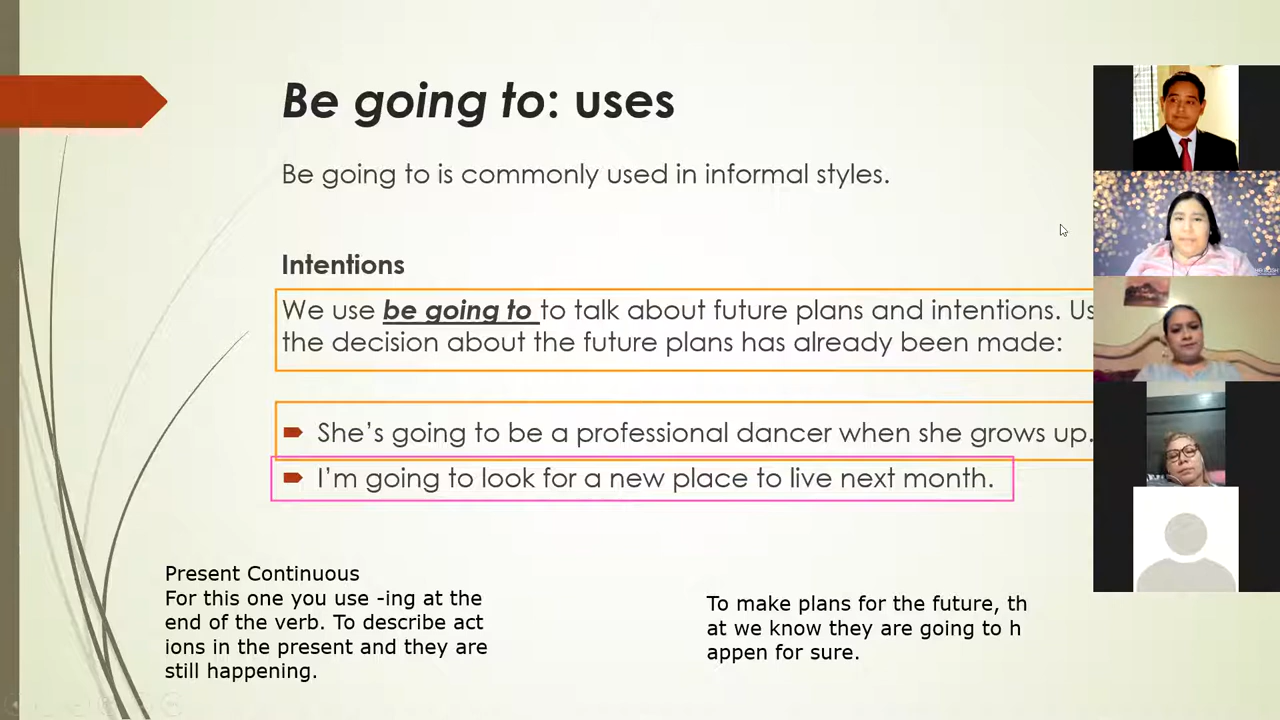 Be going to: uses
Be going to is commonly used in informal styles.
Intentions
We use be going to to talk about future plans and intentions. Us
the decision about the future plans has already been made:
She's going to be a professional dancer when she grows up.
I'm going to look for a new place to live next month.
Present Continuous
For this one you use -ing at the
end of the verb. To describe act
ions in the present and they are
still happening.
To make plans for the future, th
at we know they are going to h
appen for sure.